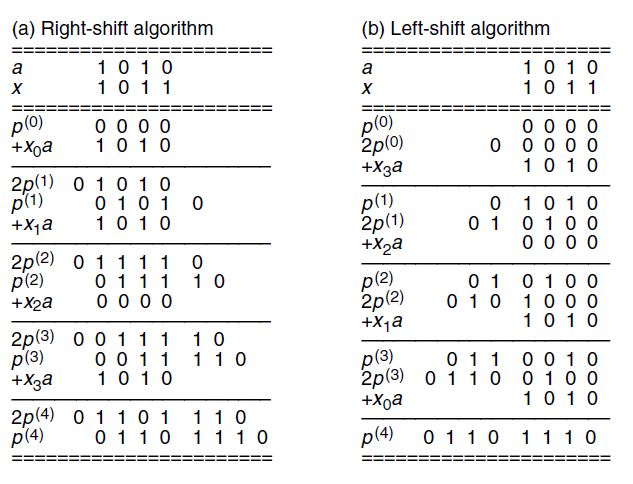 (a) Right-shift algorithm
========================
a 1 0 1 0
x 1 0 1 1
========================
p(0) 0 0 0 0
+x0a 1 0 1 0
2p(1) 0 1 0 1 0
p(1) 0 1 0 1 0
+x1a 1 0 1 0
2p(2) 0 1 1 1 1 0
p(2) 0 1 1 1 1 0
+x2a 0 0 0 0
2p(3) 0 0 1 1 1 1 0
p(3) 0 0 1 1 1 1 0
+x3a 1 0 1 0
2p(4) 0 1 1 0 1 1 1 0
p(4) 0 1 1 0 1 1 1 0
========================
(b) Left-shift algorithm
=======================
a 1 0 1 0
x 1 0 1 1
=======================
p(0) 0 0 0 0
2p(0) 0 0 0 0 0
+x3a 1 0 1 0
p(1) 0 1 0 1 0
2p(1) 0 1 0 1 0 0
+x2a 0 0 0 0
p(2) 0 1 0 1 0 0
2p(2) 0 1 0 1 0 0 0
+x1a 1 0 1 0
p(3) 0 1 1 0 0 1 0
2p(3) 0 1 1 0 0 1 0 0
+x0a 1 0 1 0
p(4) 0 1 1 0 1 1 1 0
=======================